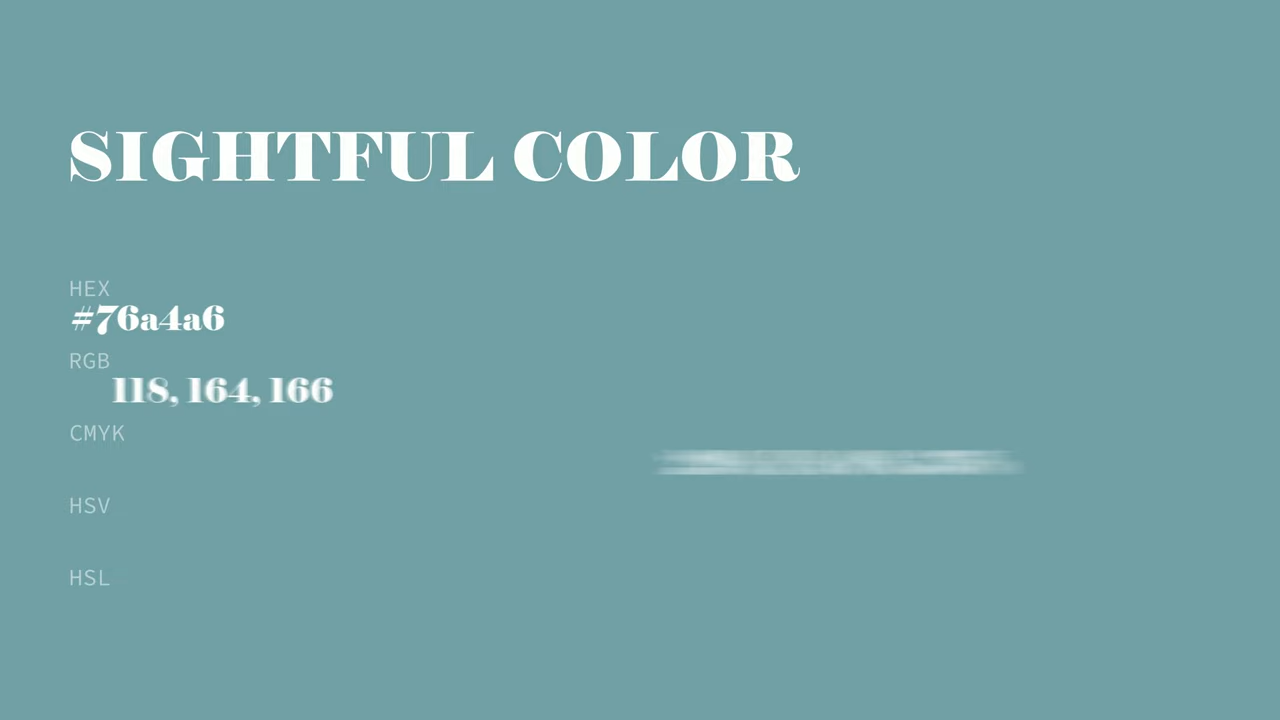 SIGHTFUL COLOR
HEX
#76a4a6
RGB
118, 164, 166
CMYK
HSV
HSL